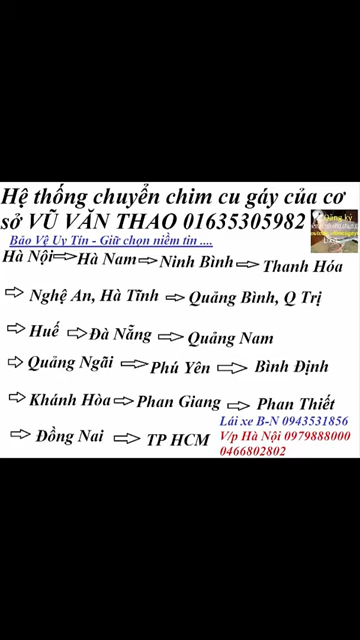 Hệ thống chuyển chim cu gáy của cơ
sở VŨ VĂN THAO 01635305982
Đăng ký
Bảo Vệ Uy Tín - Giữ chọn niềm tin ....
Hà Nội Hà Nam Ninh Bình Thanh Hóa
Nghệ An, Hà Tĩnh Quảng Bình, Q Trị
Huế Đà Nẵng Quảng Nam
Quảng Ngãi Phú Yên Bình Định
Khánh Hòa Phan Giang Phan Thiết
Đồng Nai TP HCM
Lái xe B-N 0943531856
V/p Hà Nội 0979888000
0466802802